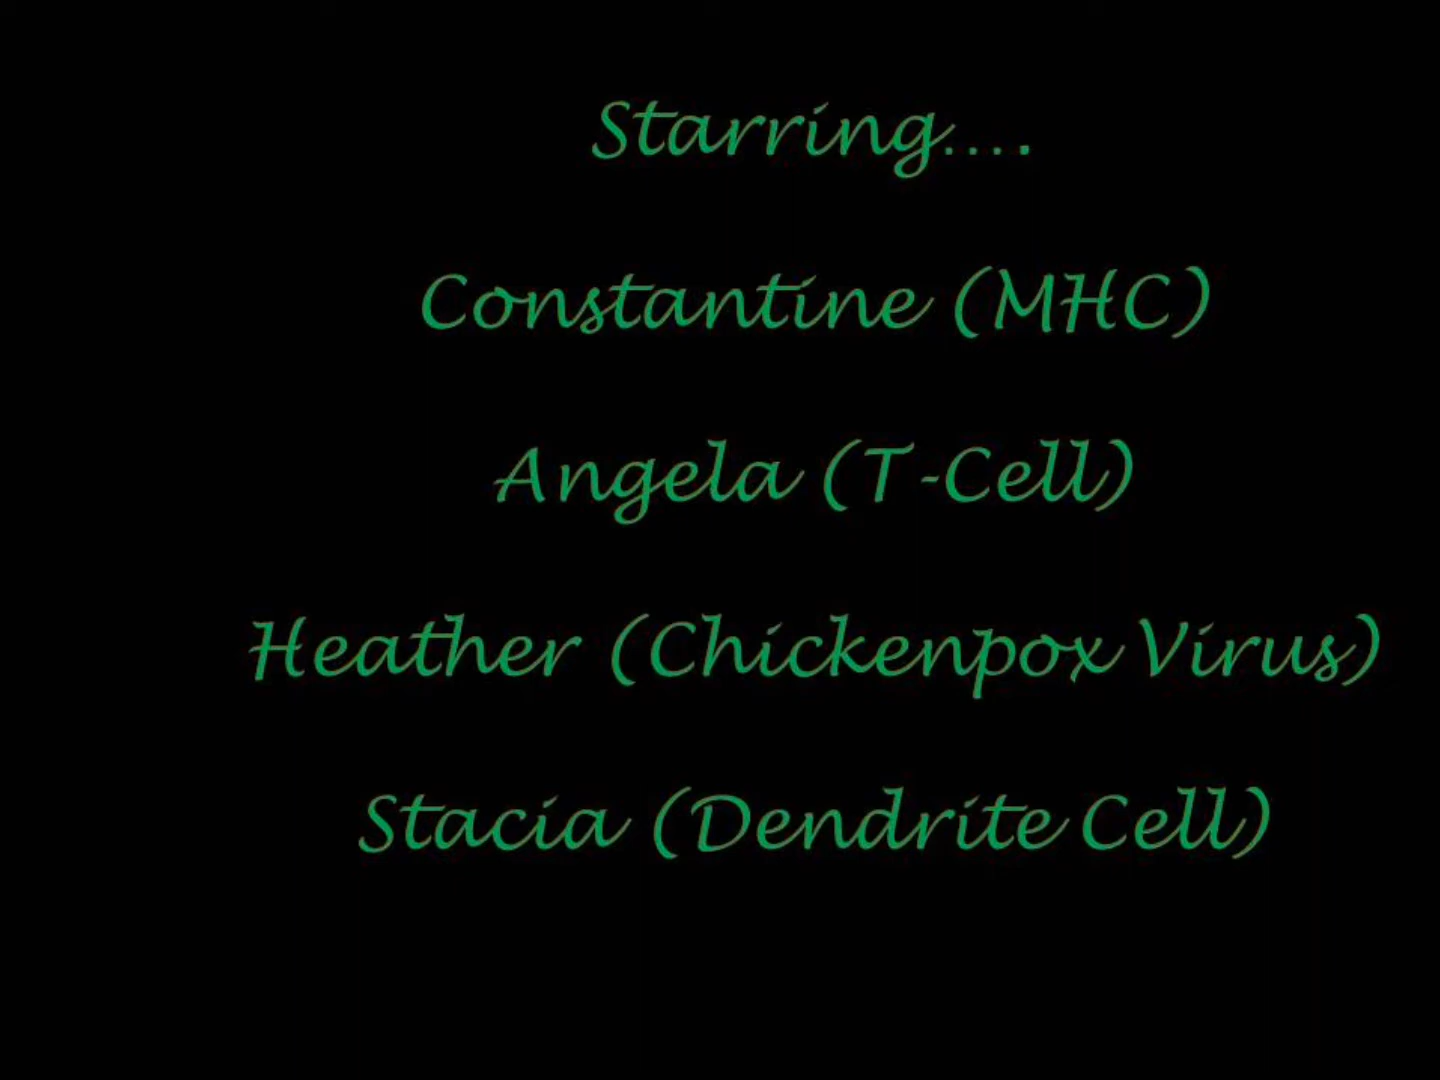 Starring....
Constantine (MHC)
Angela (T-Cell)
Heather (Chickenpox Virus)
Stacia (Dendrite Cell)